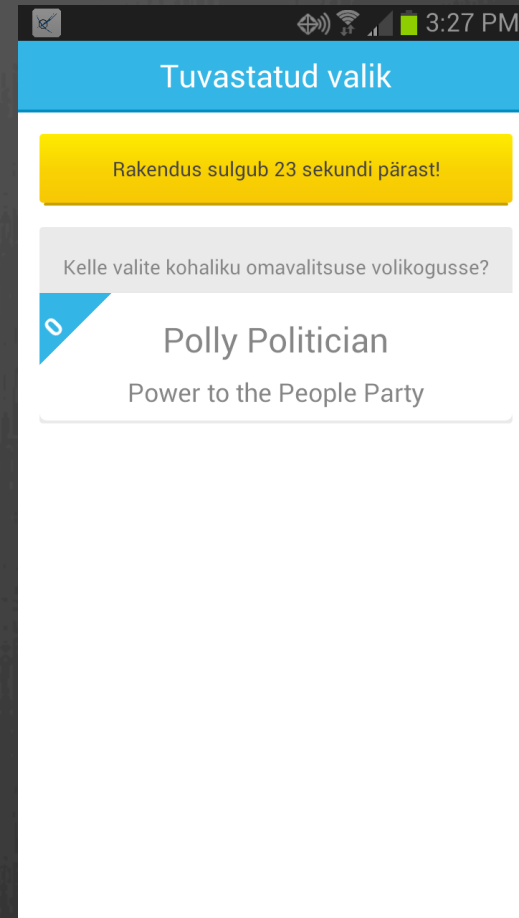 3:27 PM
Tuvastatud valik
Rakendus sulgub 23 sekundi pärast!
Kelle valite kohaliku omavalitsuse volikogusse?
0
Polly Politician
Power to the People Party